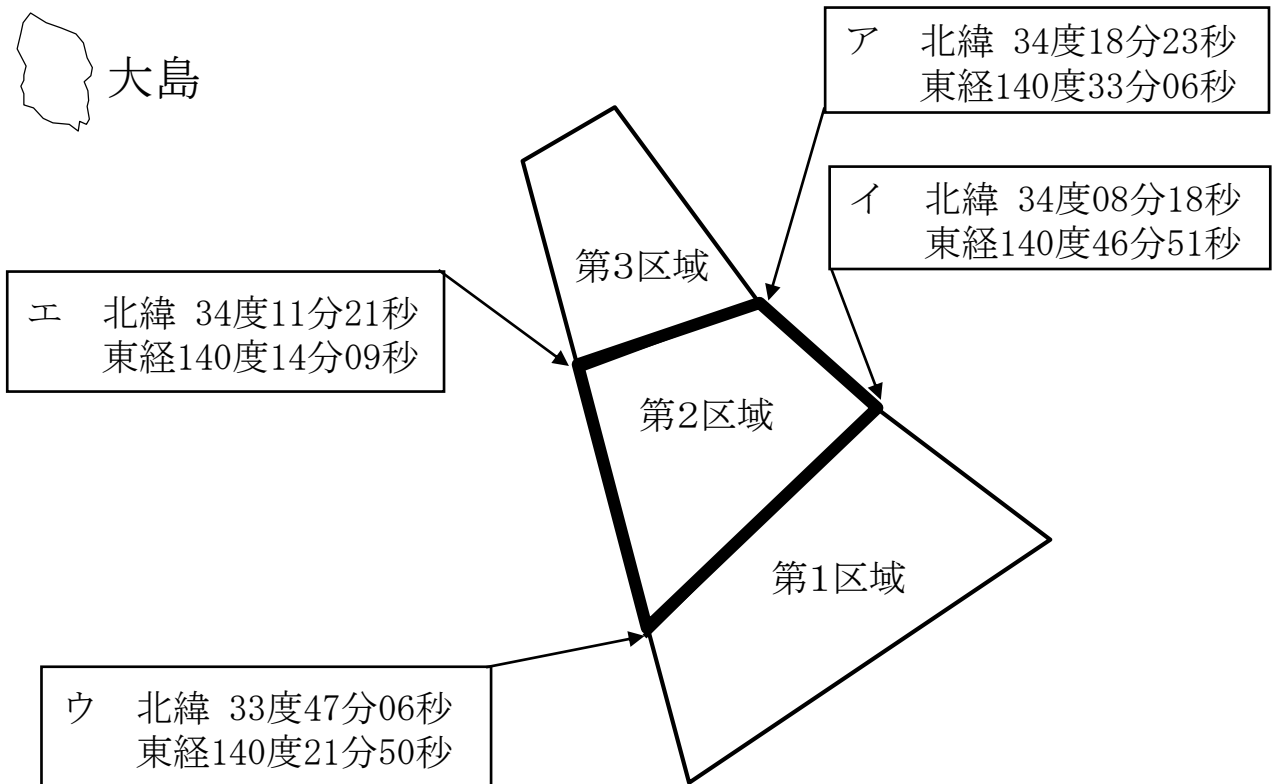 大島
ア 北緯 34度18分23秒
東経140度33分06秒
イ 北緯 34度08分18秒
東経140度46分51秒
第3区域
エ 北緯 34度11分21秒
東経140度14分09秒
第2区域
第1区域
ウ 北緯 33度47分06秒
東経140度21分50秒